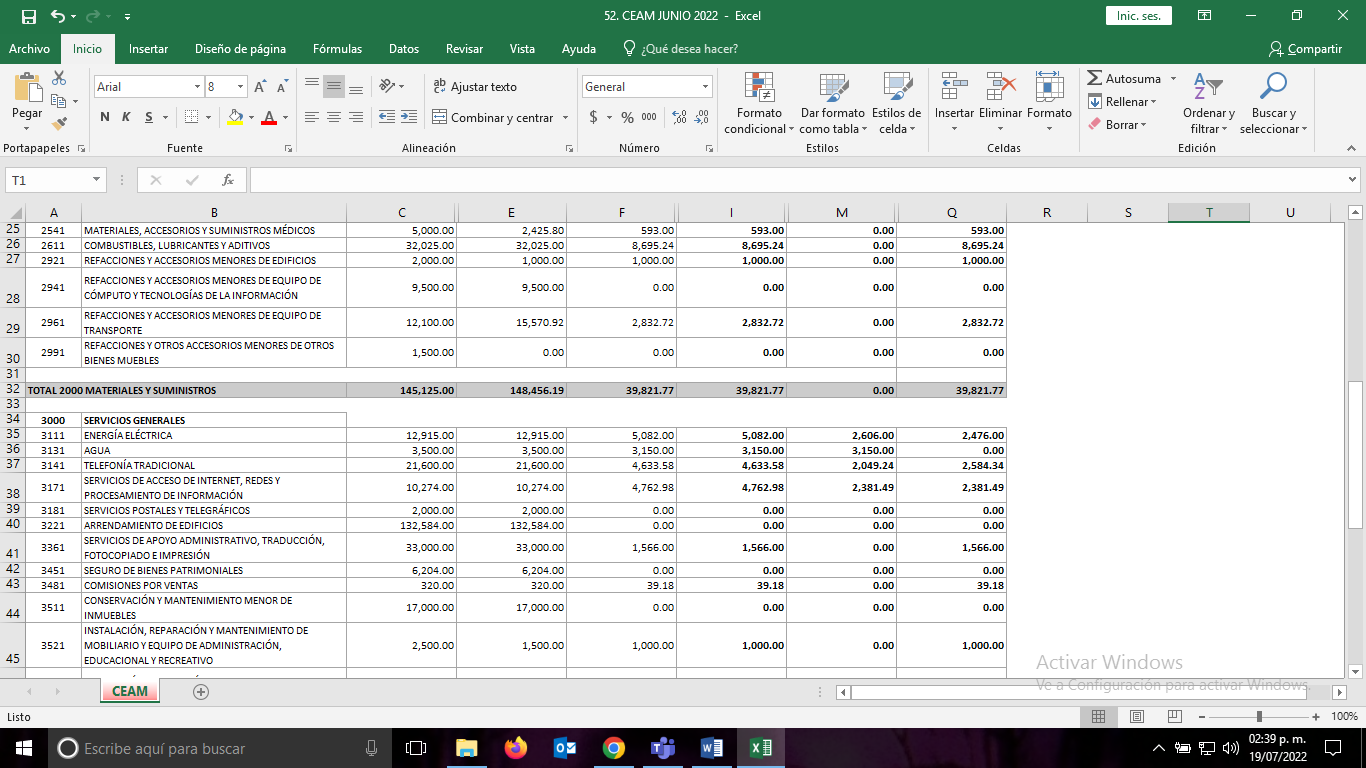 52. CEAM JUNIO 2022 - Excel
Inic. ses.
Archivo Inicio Insertar Diseño de página Fórmulas Datos Revisar Vista Ayuda ¿Qué desea hacer? Compartir
Pegar
Portapapeles
Arial 8 A A
N K S A
Fuente
ab Ajustar texto
Combinar y centrar
Alineación
General
$ % 000
Número
Formato condicional
Dar formato como tabla
Estilos de celda
Estilos
Insertar Eliminar Formato
Celdas
Autosuma
Rellenar
Borrar
Ordenar y filtrar
Buscar y seleccionar
Edición
T1 fx
A B C E F I M Q R S T U
25 2541 MATERIALES, ACCESORIOS Y SUMINISTROS MÉDICOS 5,000.00 2,425.80 593.00 593.00 0.00 593.00
26 2611 COMBUSTIBLES, LUBRICANTES Y ADITIVOS 32,025.00 32,025.00 8,695.24 8,695.24 0.00 8,695.24
27 2921 REFACCIONES Y ACCESORIOS MENORES DE EDIFICIOS 2,000.00 1,000.00 1,000.00 1,000.00 0.00 1,000.00
28 2941 REFACCIONES Y ACCESORIOS MENORES DE EQUIPO DE
CÓMPUTO Y TECNOLOGÍAS DE LA INFORMACIÓN 9,500.00 9,500.00 0.00 0.00 0.00 0.00
29 2961 REFACCIONES Y ACCESORIOS MENORES DE EQUIPO DE
TRANSPORTE 12,100.00 15,570.92 2,832.72 2,832.72 0.00 2,832.72
30 2991 REFACCIONES Y OTROS ACCESORIOS MENORES DE OTROS
BIENES MUEBLES 1,500.00 0.00 0.00 0.00 0.00 0.00
31
32 TOTAL 2000 MATERIALES Y SUMINISTROS 145,125.00 148,456.19 39,821.77 39,821.77 0.00 39,821.77
33
34 3000 SERVICIOS GENERALES
35 3111 ENERGÍA ELÉCTRICA 12,915.00 12,915.00 5,082.00 5,082.00 2,606.00 2,476.00
36 3131 AGUA 3,500.00 3,500.00 3,150.00 3,150.00 3,150.00 0.00
37 3141 TELEFONÍA TRADICIONAL 21,600.00 21,600.00 4,633.58 4,633.58 2,049.24 2,584.34
38 3171 SERVICIOS DE ACCESO DE INTERNET, REDES Y
PROCESAMIENTO DE INFORMACIÓN 10,274.00 10,274.00 4,762.98 4,762.98 2,381.49 2,381.49
39 3181 SERVICIOS POSTALES Y TELEGRÁFICOS 2,000.00 2,000.00 0.00 0.00 0.00 0.00
40 3221 ARRENDAMIENTO DE EDIFICIOS 132,584.00 132,584.00 0.00 0.00 0.00 0.00
41 3361 SERVICIOS DE APOYO ADMINISTRATIVO, TRADUCCIÓN,
FOTOCOPIADO E IMPRESIÓN 33,000.00 33,000.00 1,566.00 1,566.00 0.00 1,566.00
42 3451 SEGURO DE BIENES PATRIMONIALES 6,204.00 6,204.00 0.00 0.00 0.00 0.00
43 3481 COMISIONES POR VENTAS 320.00 320.00 39.18 39.18 0.00 39.18
44 3511 CONSERVACIÓN Y MANTENIMIENTO MENOR DE
INMUEBLES 17,000.00 17,000.00 0.00 0.00 0.00 0.00
45 3521 INSTALACIÓN, REPARACIÓN Y MANTENIMIENTO DE
MOBILIARIO Y EQUIPO DE ADMINISTRACIÓN,
EDUCACIONAL Y RECREATIVO 2,500.00 1,500.00 1,000.00 1,000.00 0.00 1,000.00
Activar Windows
Ve a Configuración para activar Windows.
CEAM
Listo 100%
Escribe aquí para buscar
02:39 p. m.
19/07/2022